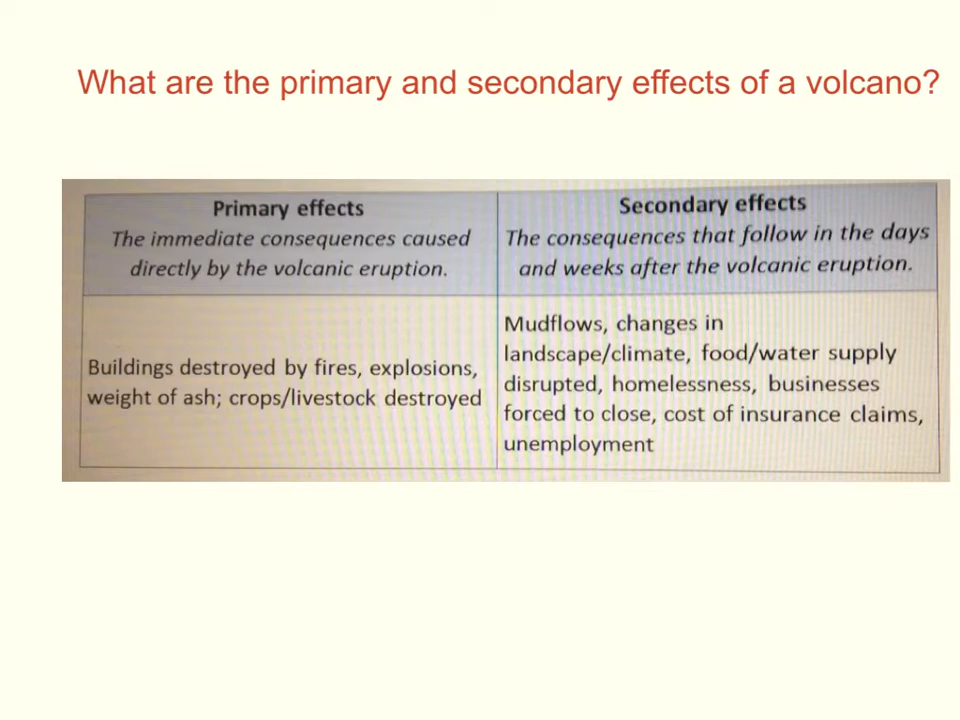 What are the primary and secondary effects of a volcano?
Primary effects
The immediate consequences caused
directly by the volcanic eruption.
Secondary effects
The consequences that follow in the days
and weeks after the volcanic eruption.
Buildings destroyed by fires, explosions,
weight of ash; crops/livestock destroyed
Mudflows, changes in
landscape/climate, food/water supply
disrupted, homelessness, businesses
forced to close, cost of insurance claims,
unemployment